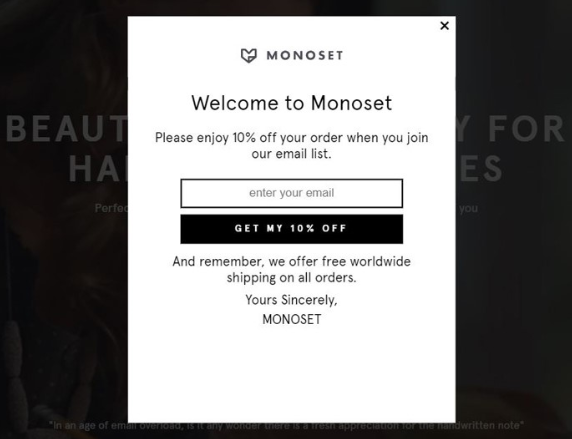 MONOSET
Welcome to Monoset
Please enjoy 10% off your order when you join
our email list.
enter your email
GET MY 10% OFF
And remember, we offer free worldwide
shipping on all orders.
Yours Sincerely,
MONOSET
BEAUT Y FOR
HA ES
Perfec you
"In an age of email overload, is it any wonder there is a fresh appreciation for the handwritten note"